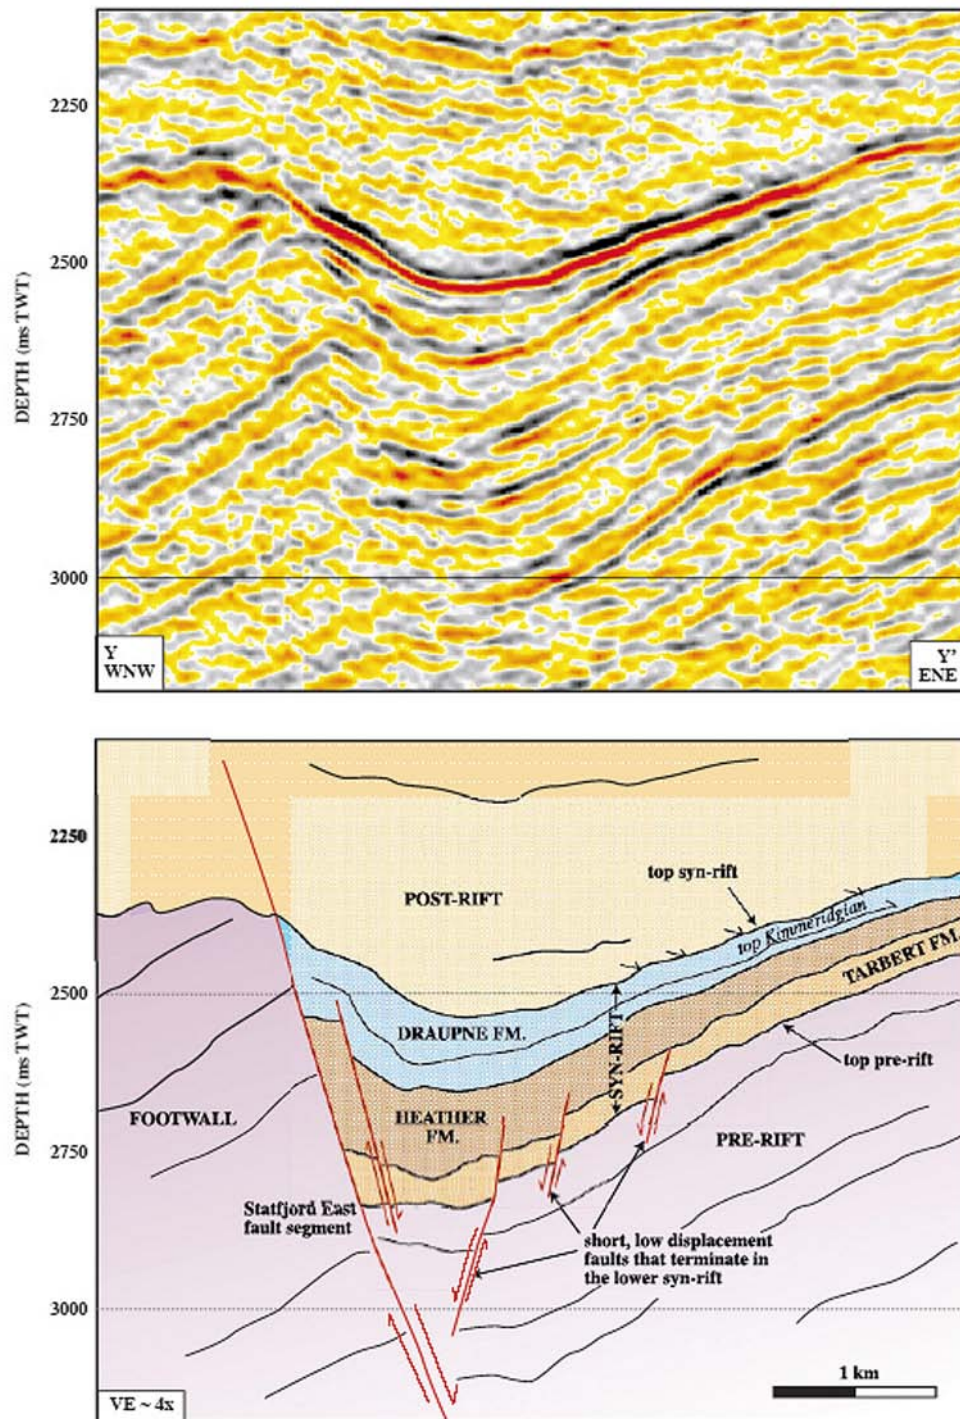 2250
2500
DEPTH (ms TWT)
2750
3000
Y
WNW
Y'
ENE
2250
top syn-rift
POST-RIFT
top Kimmeridgian
TARBERT FM.
2500
DRAUPNE FM.
SYN-RIFT
top pre-rift
DEPTH (ms TWT)
FOOTWALL
HEATHER
FM.
PRE-RIFT
2750
Statfjord East
fault segment
short, low displacement
faults that terminate in
the lower syn-rift
3000
1 km
VE ~ 4x